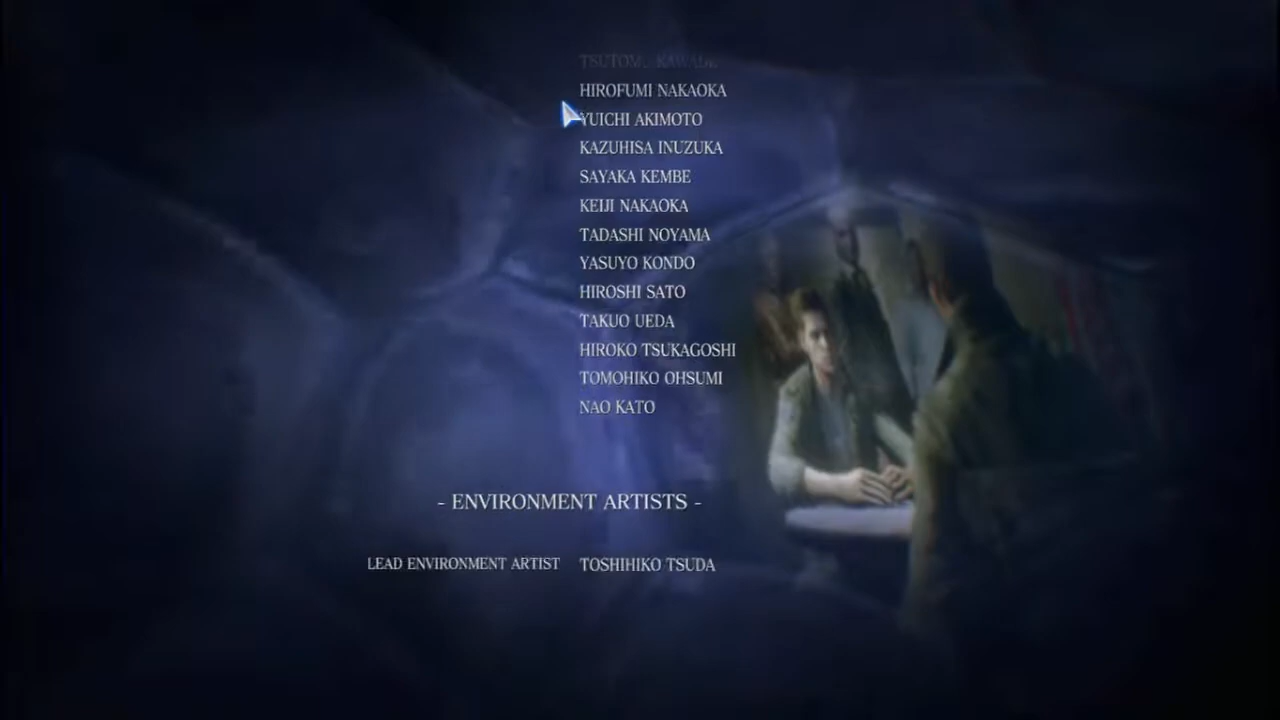 HIROFUMI NAKAOKA
YUICHI AKIMOTO
KAZUHISA INUZUKA
SAYAKA KEMBE
KEIJI NAKAOKA
TADASHI NOYAMA
YASUYO KONDO
HIROSHI SATO
TAKUO UEDA
HIROKO TSUKAGOSHI
TOMOHIKO OHSUMI
NAO KATO
- ENVIRONMENT ARTISTS -
LEAD ENVIRONMENT ARTIST TOSHIHIKO TSUDA